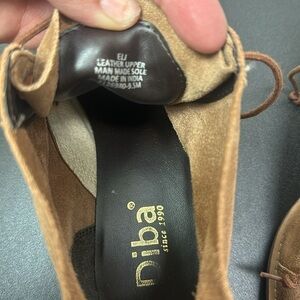 ELI
LEATHER UPPER
MAN MADE SOLE
MADE IN INDIA
Diba®
since 1990